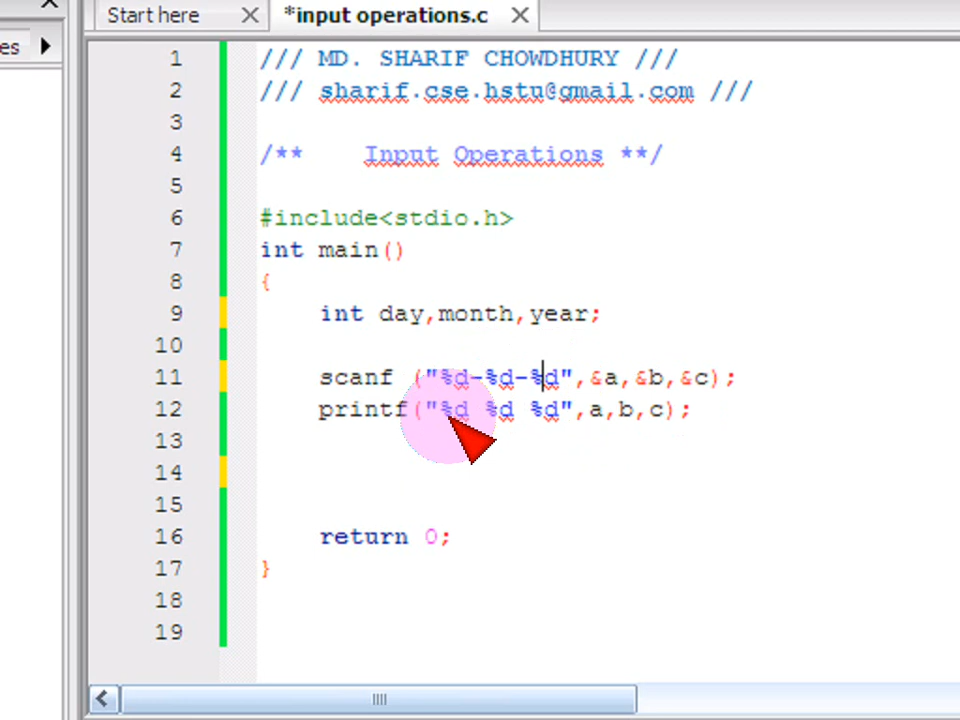 Start here
*input operations.c
es
1 /// MD. SHARIF CHOWDHURY ///
2 /// sharif.cse.hstu@gmail.com ///
3
4 /** Input Operations **/
5
6 #include<stdio.h>
7 int main()
8 {
9 int day,month,year;
10
11 scanf ("%d-%d-%d",&a,&b,&c);
12 printf("%d %d %d",a,b,c);
13
14
15
16 return 0;
17 }
18
19